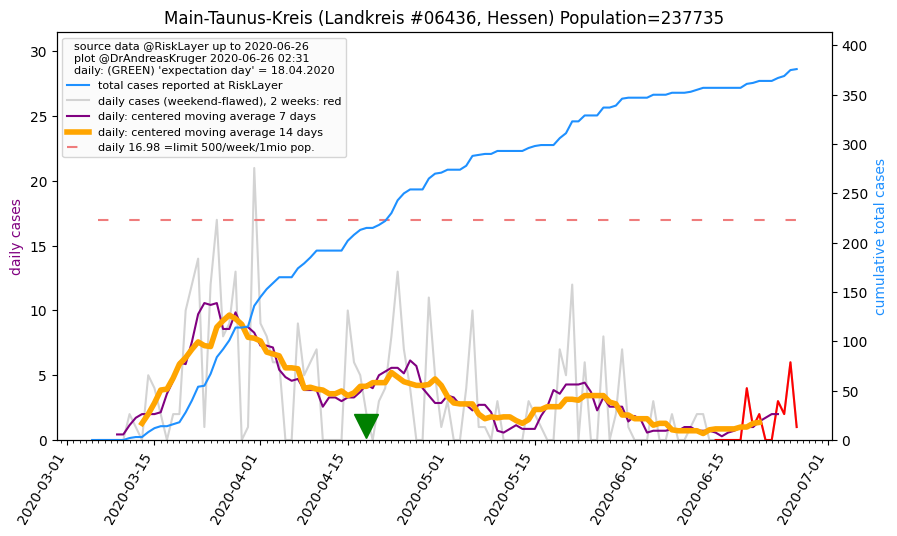 Main-Taunus-Kreis (Landkreis #06436, Hessen) Population=237735
source data @RiskLayer up to 2020-06-26
plot @DrAndreasKruger 2020-06-26 02:31
daily: (GREEN) 'expectation day' = 18.04.2020
total cases reported at RiskLayer
daily cases (weekend-flawed), 2 weeks: red
daily: centered moving average 7 days
daily: centered moving average 14 days
daily 16.98 =limit 500/week/1mio pop.
daily cases
30
25
20
15
10
5
0
400
350
300
250
200
150
100
50
0
cumulative total cases
2020-03-01
2020-03-15
2020-04-01
2020-04-15
2020-05-01
2020-05-15
2020-06-01
2020-06-15
2020-07-01